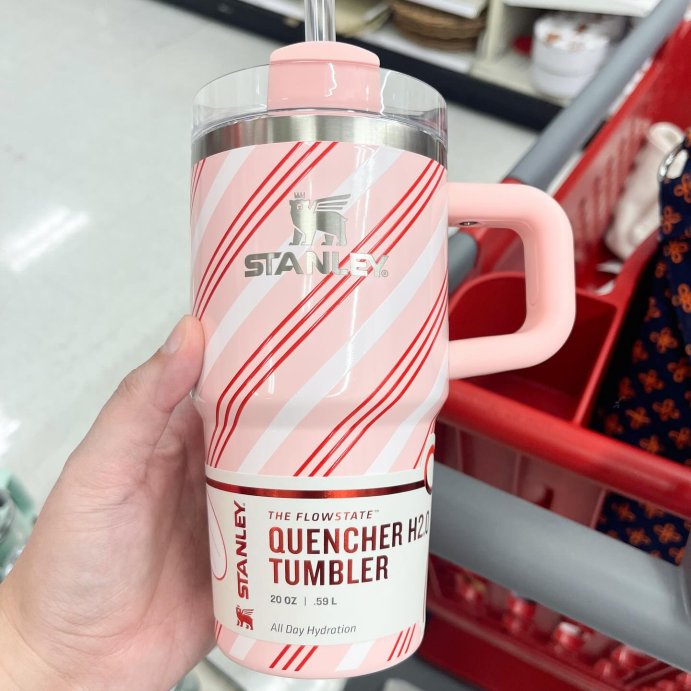 STANLEY®
THE FLOWSTATE™
QUENCHER H2.0
TUMBLER
20 OZ | .59 L
All Day Hydration
STANLEY